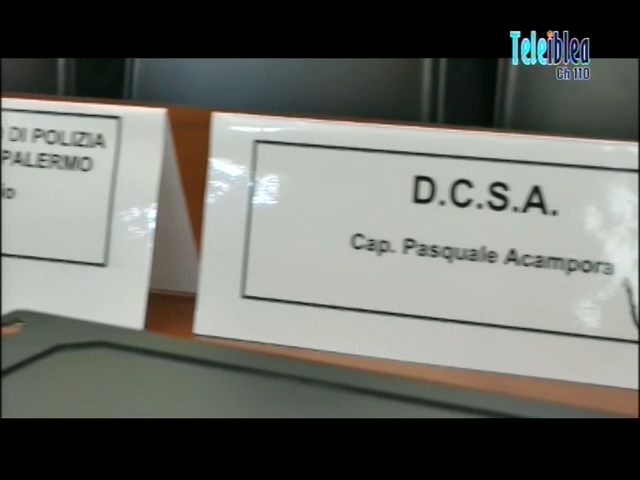 Teleiblea
Ch 110
DI POLIZIA
PALERMO
D.C.S.A.
Cap. Pasquale Acampora